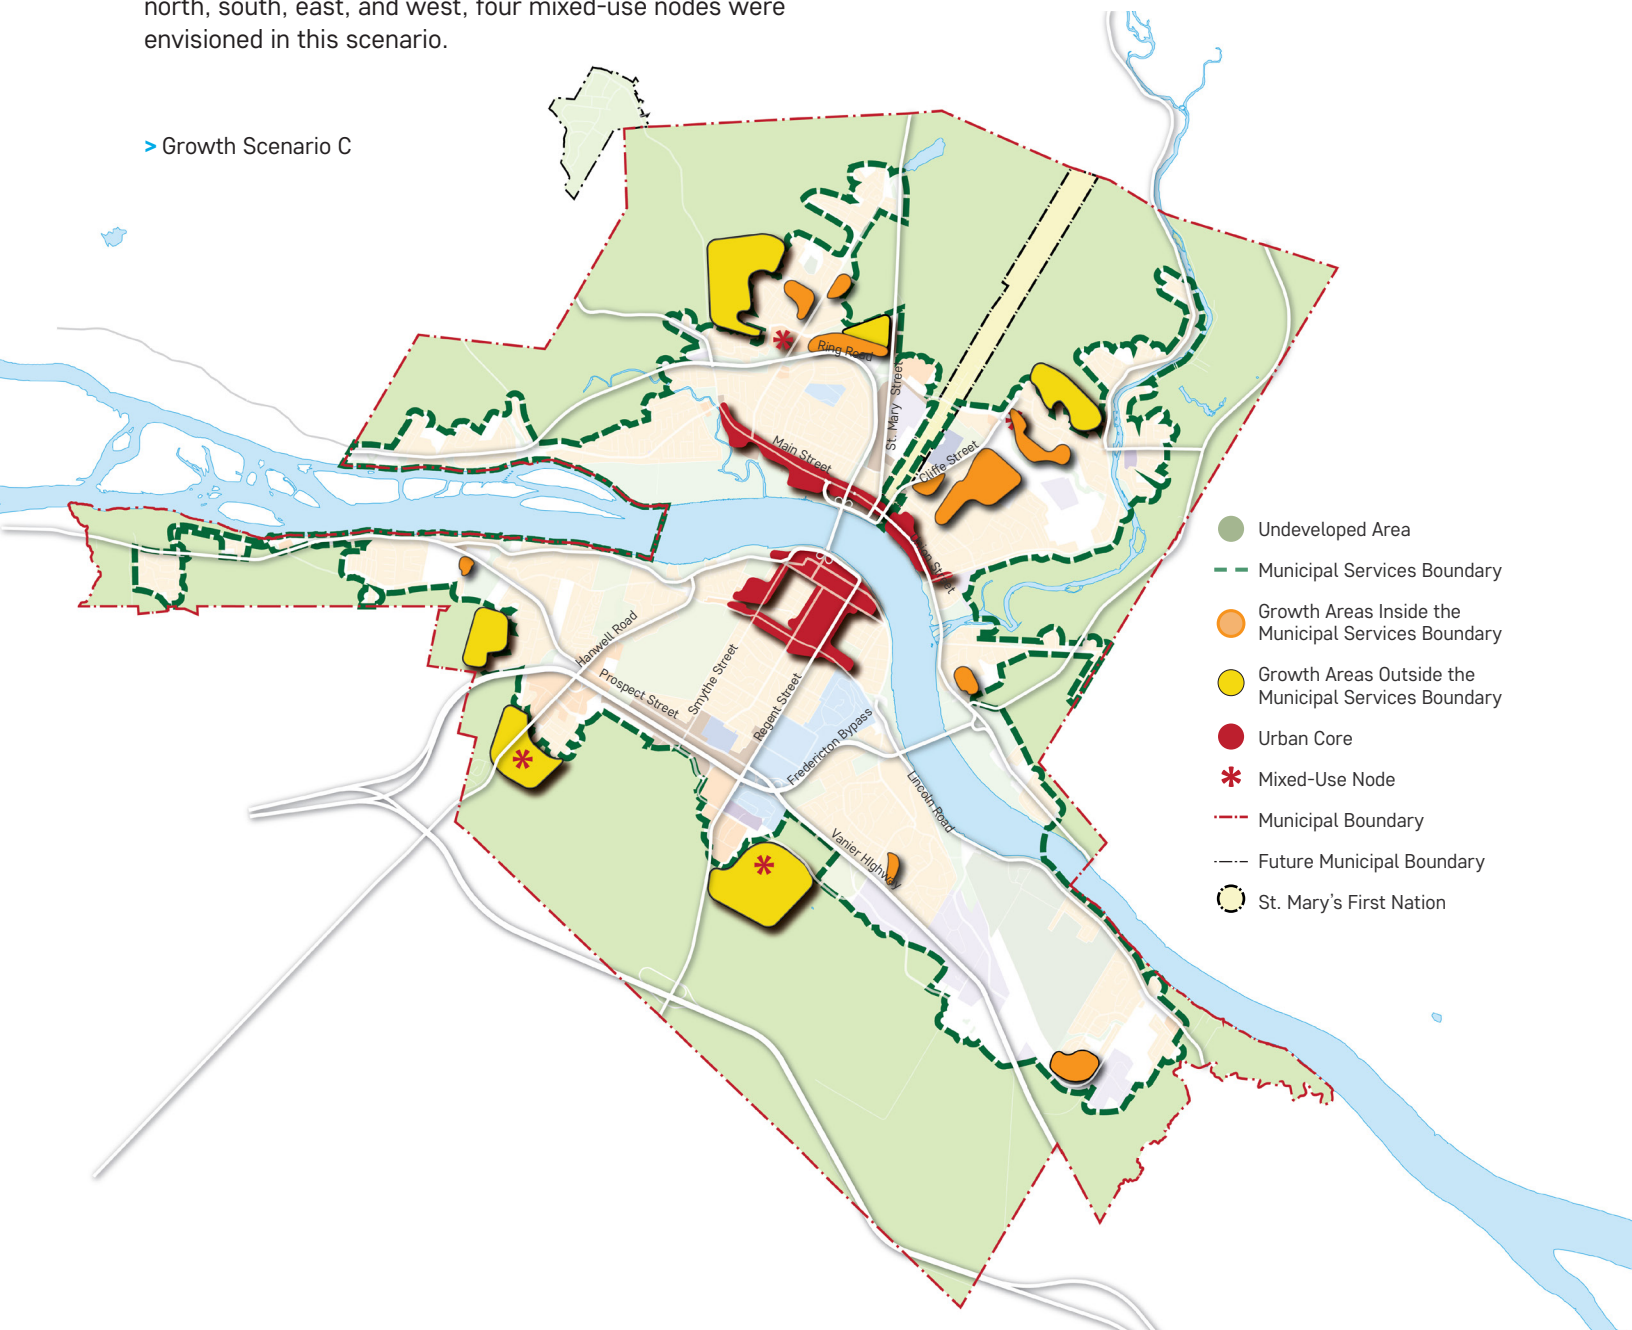 north, south, east, and west, four mixed-use nodes were
envisioned in this scenario.
> Growth Scenario C
Ring Road
St. Mary Street
Main Street
Cliffe Street
Hanwell Road
Prospect Street
Smythe Street
Regent Street
Fredericton Bypass
Lincoln Road
Vanier Highway
Undeveloped Area
Municipal Services Boundary
Growth Areas Inside the
Municipal Services Boundary
Growth Areas Outside the
Municipal Services Boundary
Urban Core
Mixed-Use Node
Municipal Boundary
Future Municipal Boundary
St. Mary's First Nation